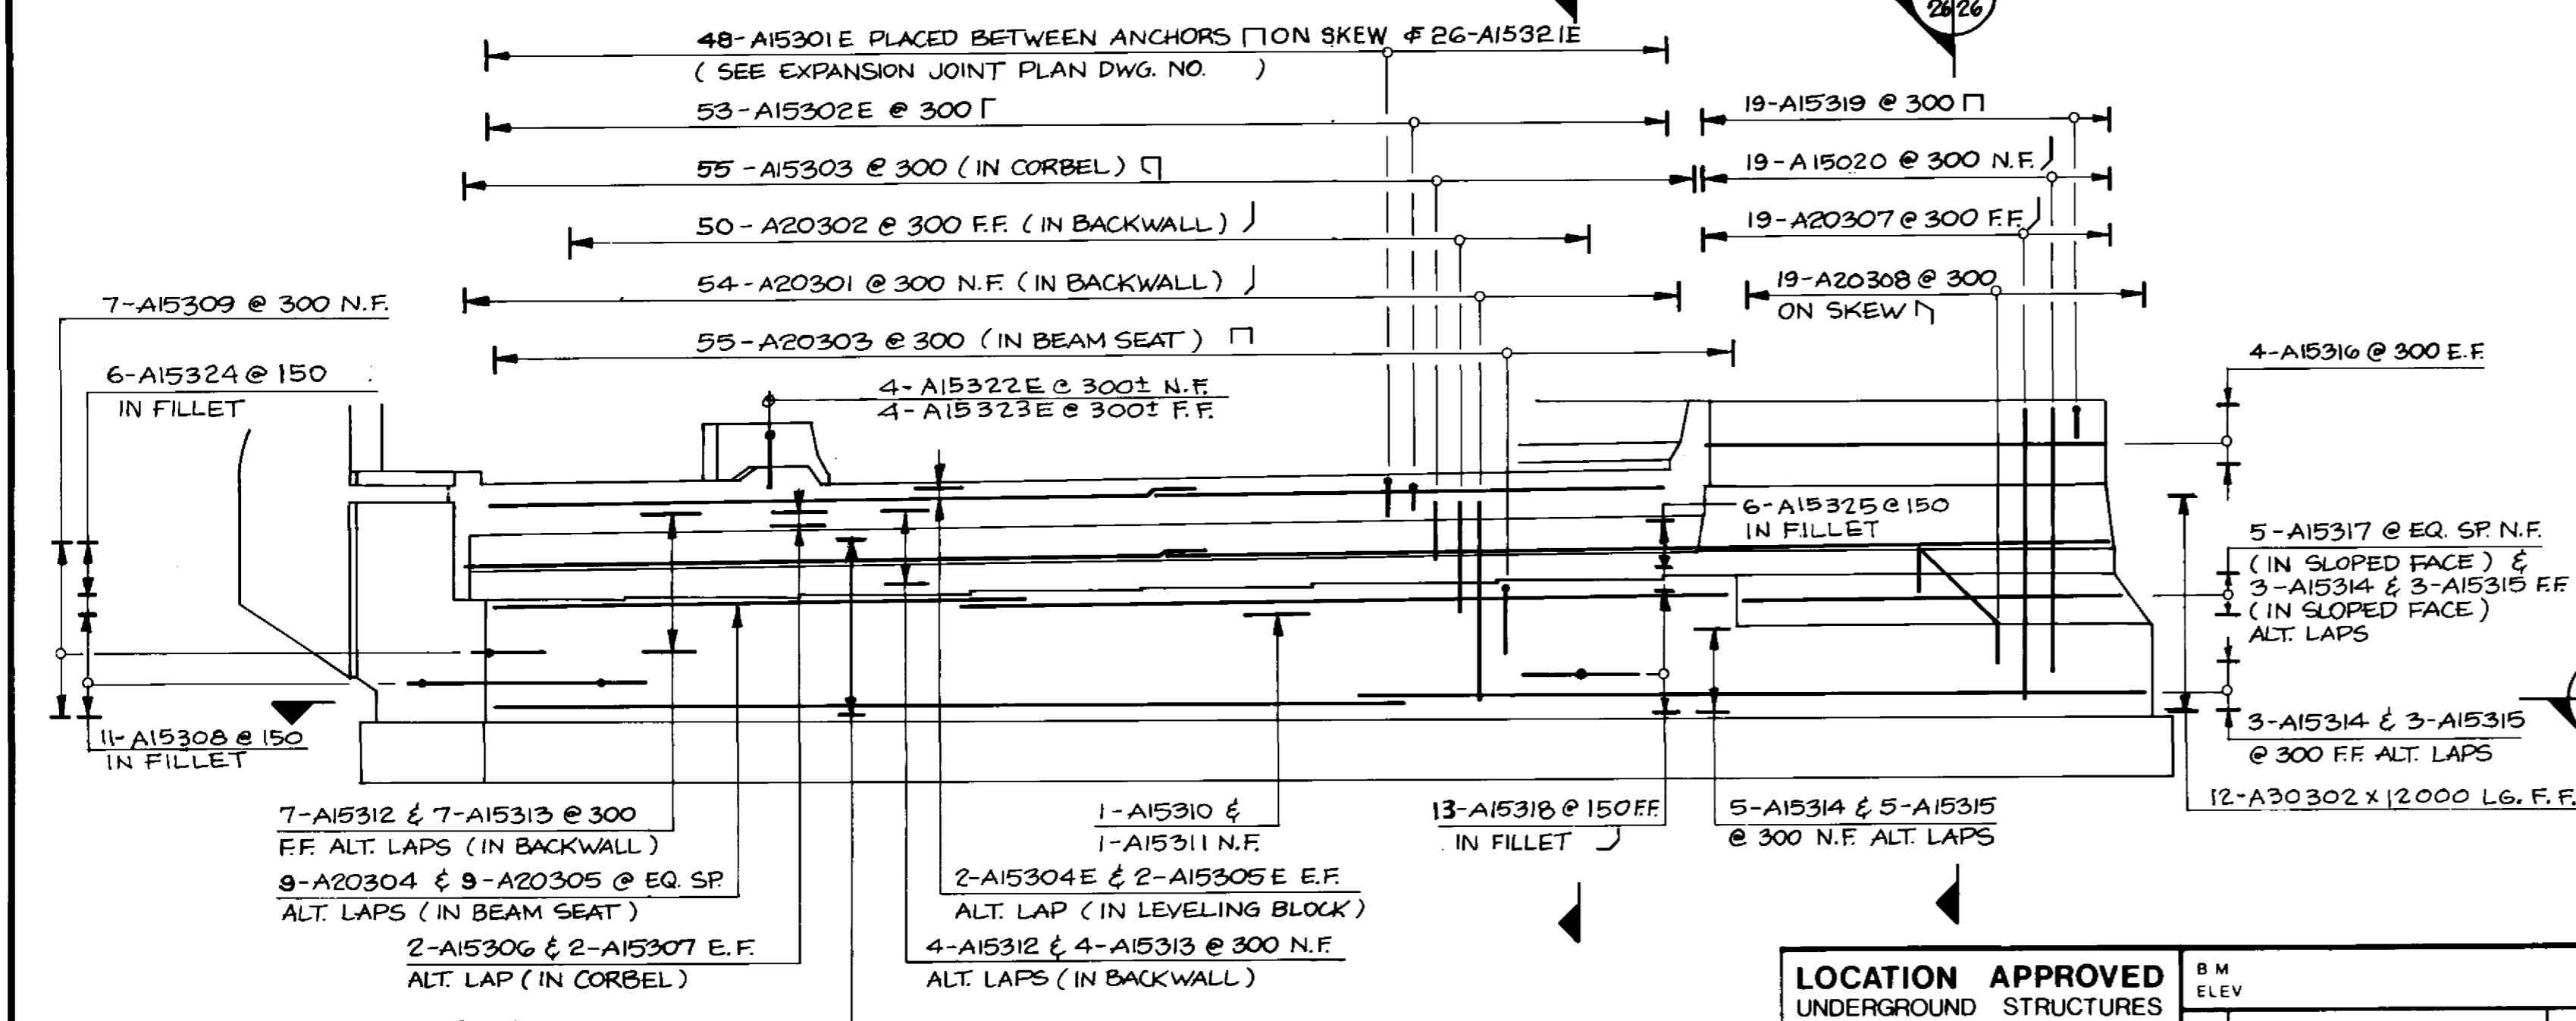 26 26
48-A15301E PLACED BETWEEN ANCHORS ON SKEW & 26-A15321E
( SEE EXPANSION JOINT PLAN DWG. NO. )
53-A15302E @ 300
19-A15319 @ 300
55-A15303 @ 300 (IN CORBEL)
19-A15020 @ 300 N.F.
50-A20302 @ 300 F.F. (IN BACKWALL)
19-A20307 @ 300 F.F.
54-A20301 @ 300 N.F. (IN BACKWALL)
19-A20308 @ 300
ON SKEW
7-A15309 @ 300 N.F.
55-A20303 @ 300 (IN BEAM SEAT)
4-A15316 @ 300 E.F.
6-A15324 @ 150
IN FILLET
4-A15322E @ 300± N.F.
4-A15323E @ 300± F.F.
6-A15325 @ 150
IN FILLET
5-A15317 @ EQ. SP. N.F.
(IN SLOPED FACE) &
3-A15314 & 3-A15315 F.F.
(IN SLOPED FACE)
ALT. LAPS
11-A15308 @ 150
IN FILLET
3-A15314 & 3-A15315
@ 300 F.F. ALT. LAPS
12-A30302 X 12000 LG. F.F.
7-A15312 & 7-A15313 @ 300
F.F. ALT. LAPS (IN BACKWALL)
1-A15310 &
1-A15311 N.F.
13-A15318 @ 150 F.F.
IN FILLET
5-A15314 & 5-A15315
@ 300 N.F. ALT. LAPS
9-A20304 & 9-A20305 @ EQ. SP.
ALT. LAPS (IN BEAM SEAT)
2-A15304E & 2-A15305E E.F.
ALT. LAP (IN LEVELING BLOCK)
2-A15306 & 2-A15307 E.F.
ALT. LAP (IN CORBEL)
4-A15312 & 4-A15313 @ 300 N.F.
ALT. LAPS (IN BACKWALL)
LOCATION APPROVED
UNDERGROUND STRUCTURES
B M
ELEV